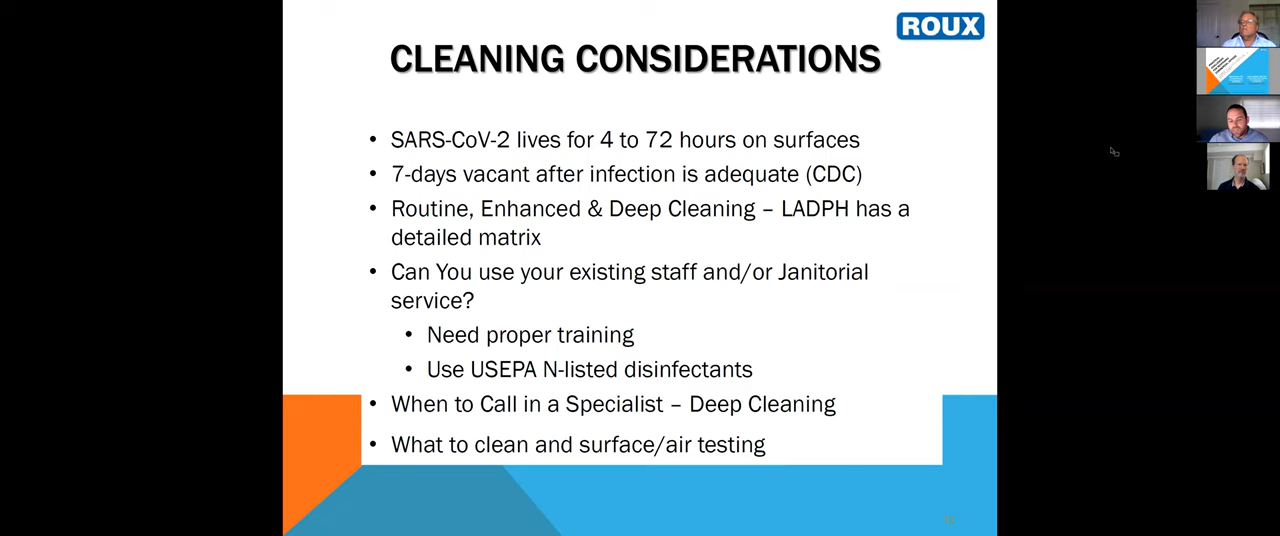 ROUX
CLEANING CONSIDERATIONS
• SARS-CoV-2 lives for 4 to 72 hours on surfaces
• 7-days vacant after infection is adequate (CDC)
• Routine, Enhanced & Deep Cleaning – LADPH has a
detailed matrix
• Can You use your existing staff and/or Janitorial
service?
• Need proper training
• Use USEPA N-listed disinfectants
• When to Call in a Specialist – Deep Cleaning
• What to clean and surface/air testing